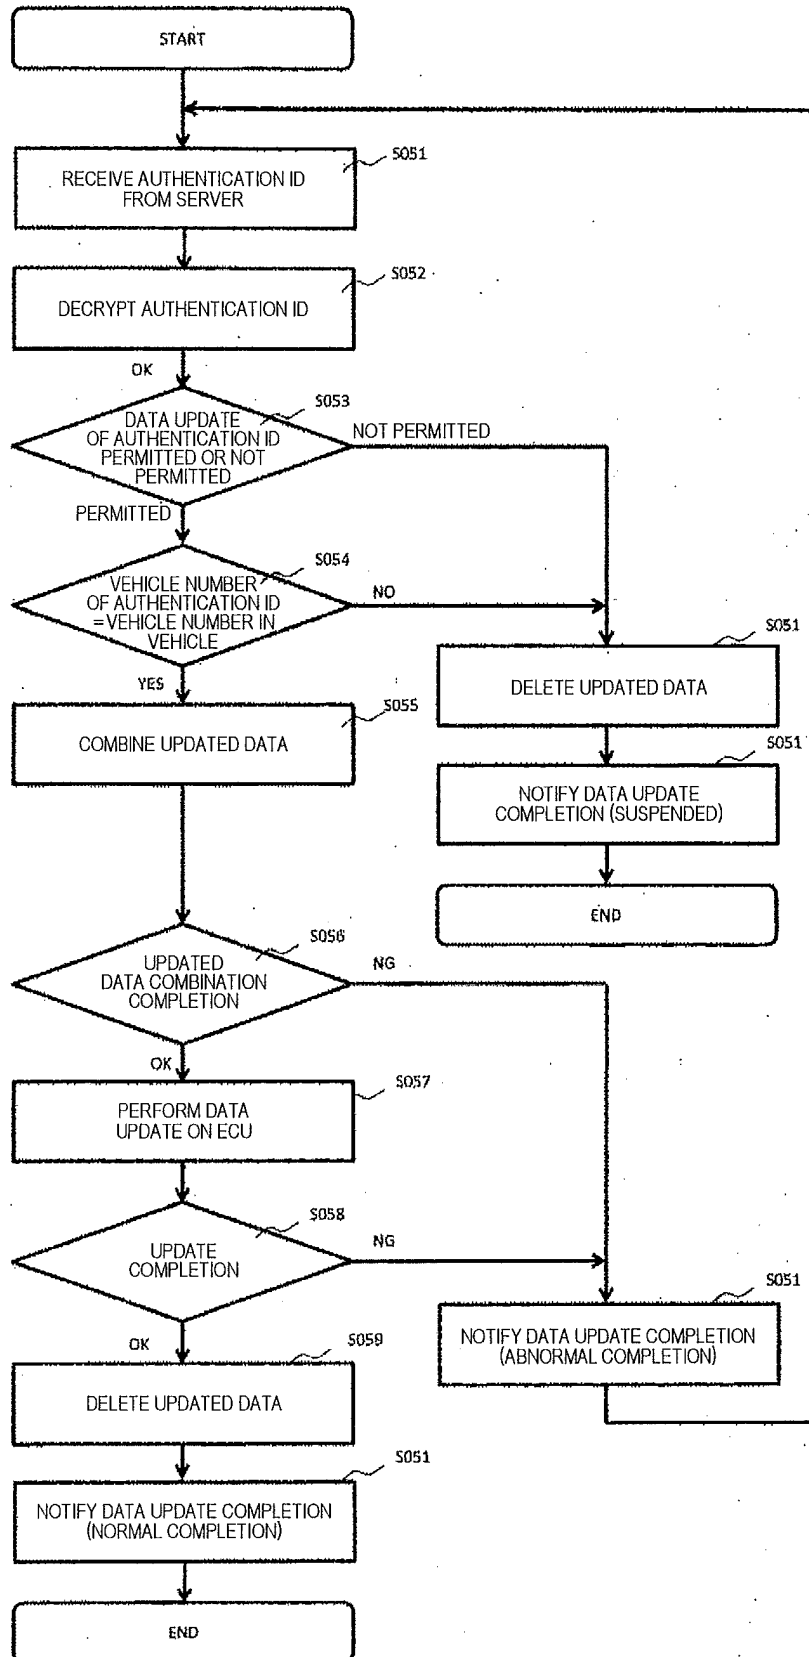 START
S051
RECEIVE AUTHENTICATION ID
FROM SERVER
S052
DECRYPT AUTHENTICATION ID
OK
S053
DATA UPDATE
OF AUTHENTICATION ID
PERMITTED OR NOT
PERMITTED
NOT PERMITTED
PERMITTED
S054
VEHICLE NUMBER
OF AUTHENTICATION ID
=VEHICLE NUMBER IN
VEHICLE
NO
YES
S055
COMBINE UPDATED DATA
S051
DELETE UPDATED DATA
S051
NOTIFY DATA UPDATE
COMPLETION (SUSPENDED)
END
S056
UPDATED
DATA COMBINATION
COMPLETION
NG
OK
S057
PERFORM DATA
UPDATE ON ECU
S058
UPDATE
COMPLETION
NG
OK
S051
NOTIFY DATA UPDATE COMPLETION
(ABNORMAL COMPLETION)
S059
DELETE UPDATED DATA
S051
NOTIFY DATA UPDATE COMPLETION
(NORMAL COMPLETION)
END